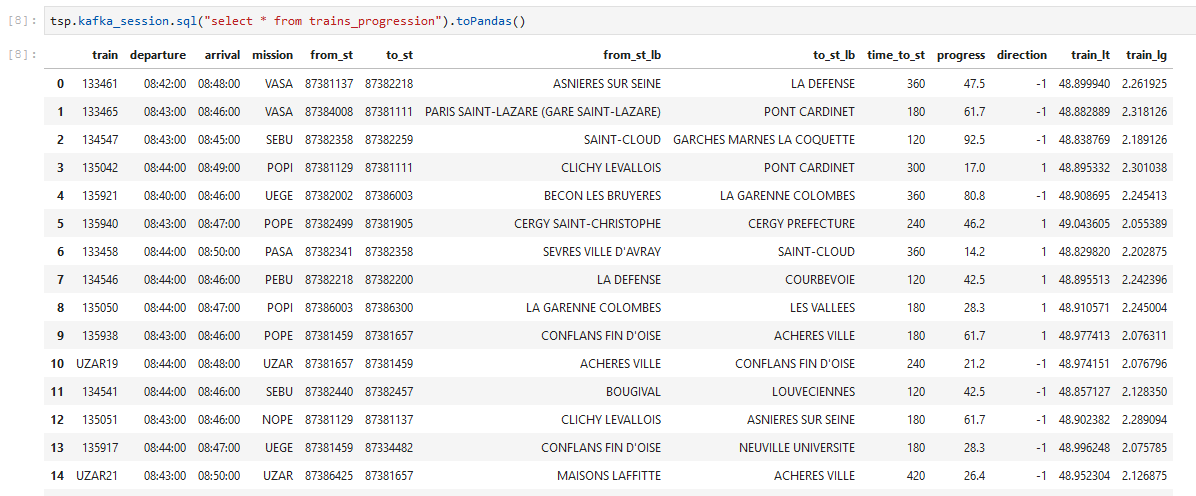 [8]: tsp.kafka_session.sql("select * from trains_progression").toPandas()
[8]: train departure arrival mission from_st to_st from_st_lb to_st_lb time_to_st progress direction train_lt train_lg
0 133461 08:42:00 08:48:00 VASA 87381137 87382218 ASNIERES SUR SEINE LA DEFENSE 360 47.5 -1 48.899940 2.261925
1 133465 08:43:00 08:46:00 VASA 87384008 87381111 PARIS SAINT-LAZARE (GARE SAINT-LAZARE) PONT CARDINET 180 61.7 -1 48.882889 2.318126
2 134547 08:43:00 08:45:00 SEBU 87382358 87382259 SAINT-CLOUD GARCHES MARNES LA COQUETTE 120 92.5 -1 48.838769 2.189126
3 135042 08:44:00 08:49:00 POPI 87381129 87381111 CLICHY LEVALLOIS PONT CARDINET 300 17.0 1 48.895332 2.301038
4 135921 08:40:00 08:46:00 UEGE 87382002 87386003 BECON LES BRUYERES LA GARENNE COLOMBES 360 80.8 -1 48.908695 2.245413
5 135940 08:43:00 08:47:00 POPE 87382499 87381905 CERGY SAINT-CHRISTOPHE CERGY PREFECTURE 240 46.2 1 49.043605 2.055389
6 133458 08:44:00 08:50:00 PASA 87382341 87382358 SEVRES VILLE D'AVRAY SAINT-CLOUD 360 14.2 1 48.829820 2.202875
7 134546 08:44:00 08:46:00 PEBU 87382218 87382200 LA DEFENSE COURBEVOIE 120 42.5 1 48.895513 2.242396
8 135050 08:44:00 08:47:00 POPI 87386003 87386300 LA GARENNE COLOMBES LES VALLEES 180 28.3 1 48.910571 2.245004
9 135938 08:43:00 08:46:00 POPE 87381459 87381657 CONFLANS FIN D'OISE ACHERES VILLE 180 61.7 1 48.977413 2.076311
10 UZAR19 08:44:00 08:48:00 UZAR 87381657 87381459 ACHERES VILLE CONFLANS FIN D'OISE 240 21.2 -1 48.974151 2.076796
11 134541 08:44:00 08:46:00 SEBU 87382440 87382457 BOUGIVAL LOUVECIENNES 120 42.5 -1 48.857127 2.128350
12 135051 08:43:00 08:46:00 NOPE 87381129 87381137 CLICHY LEVALLOIS ASNIERES SUR SEINE 180 61.7 -1 48.902382 2.289094
13 135917 08:44:00 08:47:00 UEGE 87381459 87334482 CONFLANS FIN D'OISE NEUVILLE UNIVERSITE 180 28.3 -1 48.996248 2.075785
14 UZAR21 08:43:00 08:50:00 UZAR 87386425 87381657 MAISONS LAFFITTE ACHERES VILLE 420 26.4 -1 48.952304 2.126875